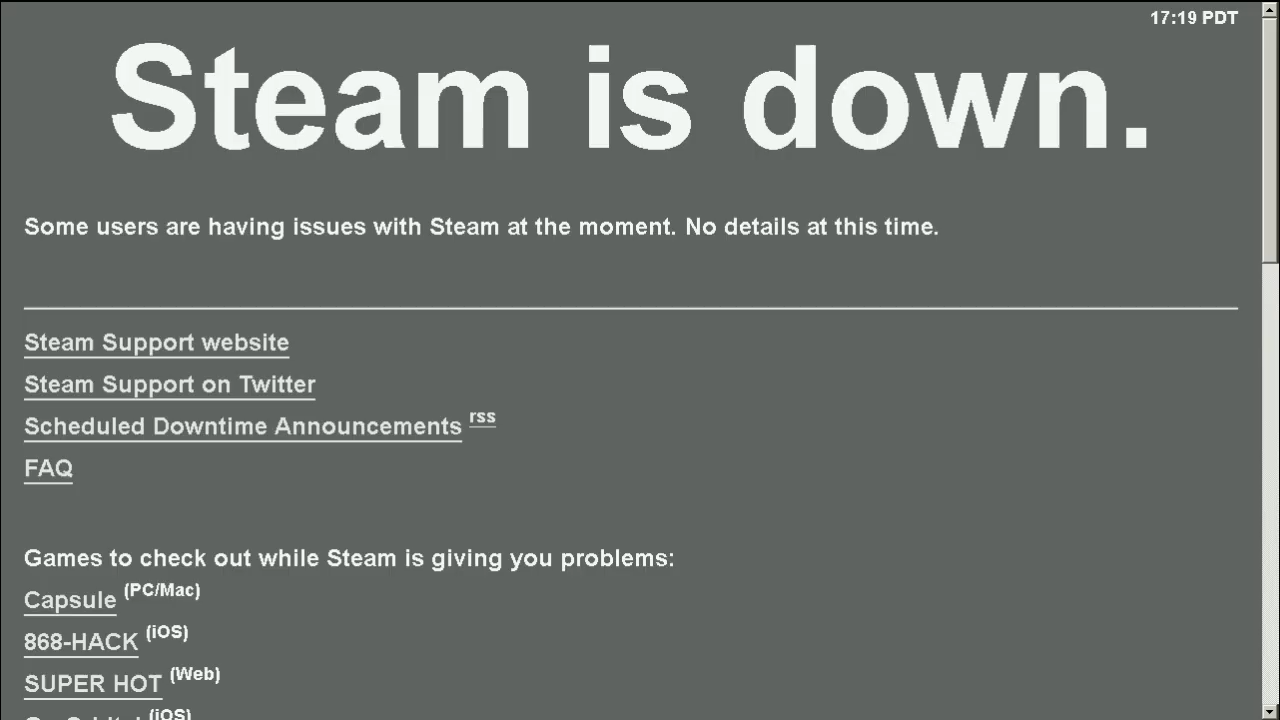 17:19 PDT
Steam is down.
Some users are having issues with Steam at the moment. No details at this time.
Steam Support website
Steam Support on Twitter
Scheduled Downtime Announcements rss
FAQ
Games to check out while Steam is giving you problems:
Capsule (PC/Mac)
868-HACK (iOS)
SUPER HOT (Web)
(iOS)